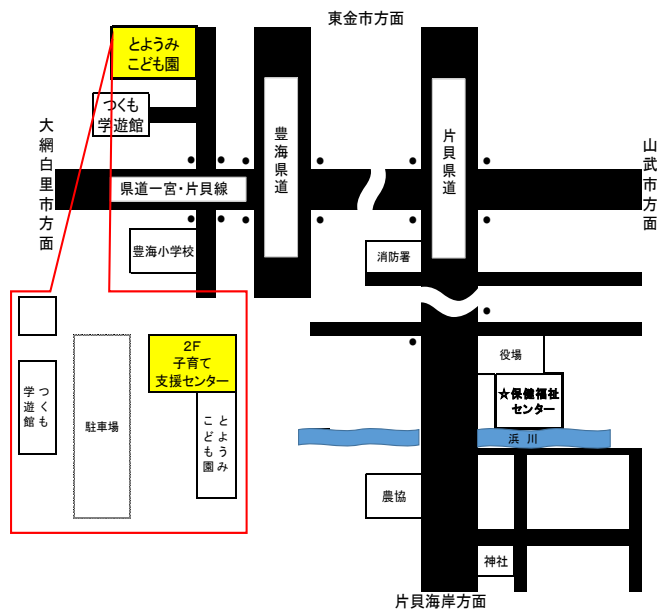 東金市方面
とようみ
こども園
つくも
学遊館
大網白里市方面
豊海県道
片貝県道
山武市方面
県道一宮・片貝線
豊海小学校
消防署
2F
子育て
支援センター
役場
★保健福祉
センター
つくも
学遊館
駐車場
とようみ
こども園
浜川
農協
神社
片貝海岸方面